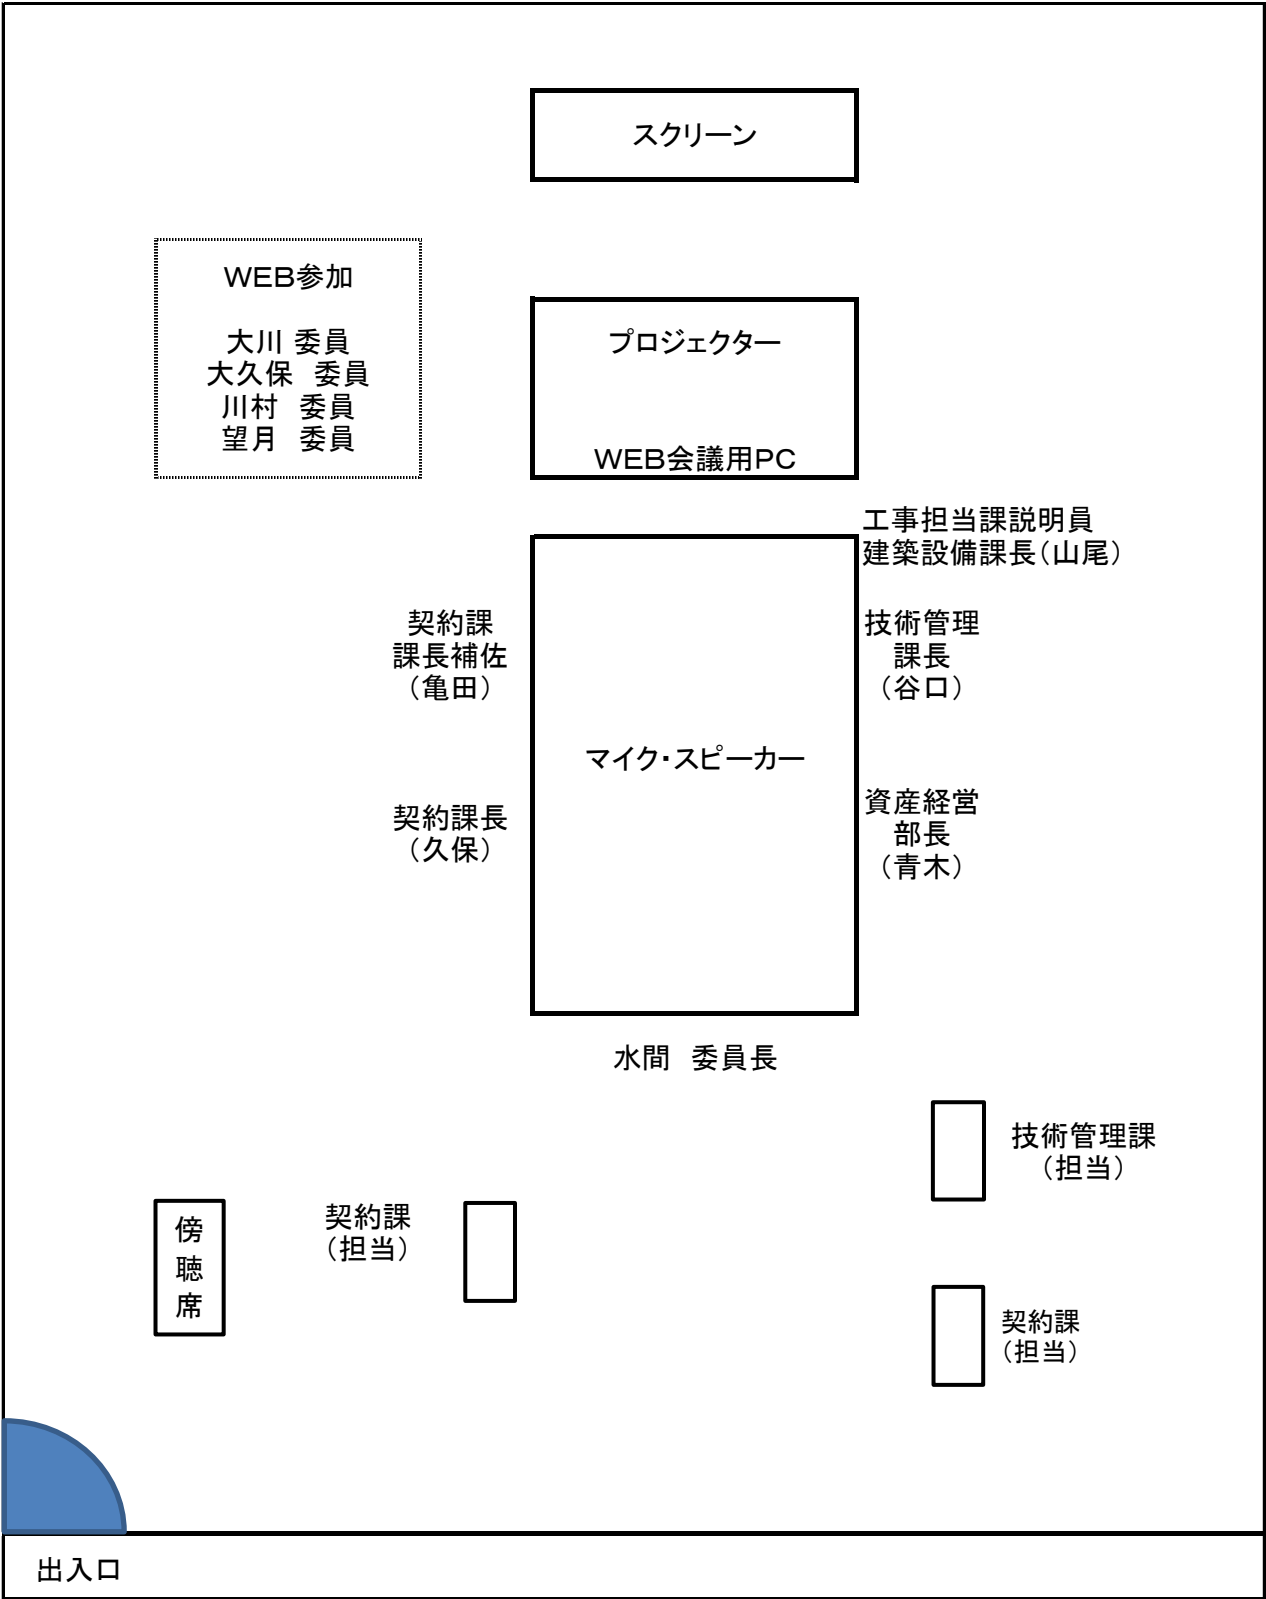 スクリーン
WEB参加
大川 委員
大久保　委員
川村　委員
望月　委員
プロジェクター
WEB会議用PC
工事担当課説明員
建築設備課長（山尾）
契約課
課長補佐
（亀田）
技術管理
課長
（谷口）
マイク・スピーカー
契約課長
（久保）
資産経営
部長
（青木）
水間　委員長
技術管理課
（担当）
傍
聴
席
契約課
（担当）
契約課
（担当）
出入口